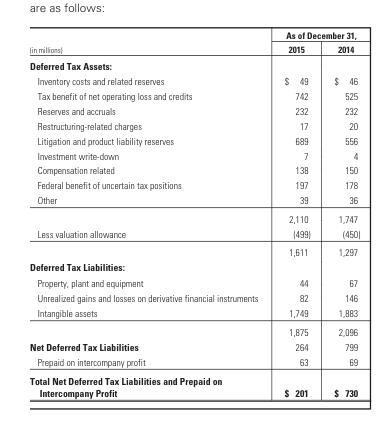 are as follows:
As of December 31,
(in millions) 2015 2014
Deferred Tax Assets:
Inventory costs and related reserves $ 49 $ 46
Tax benefit of net operating loss and credits 742 525
Reserves and accruals 232 232
Restructuring-related charges 17 20
Litigation and product liability reserves 689 556
Investment write-down 7 4
Compensation related 138 150
Federal benefit of uncertain tax positions 197 178
Other 39 36
2,110 1,747
Less valuation allowance (499) (450)
1,611 1,297
Deferred Tax Liabilities:
Property, plant and equipment 44 67
Unrealized gains and losses on derivative financial instruments 82 146
Intangible assets 1,749 1,883
1,875 2,096
Net Deferred Tax Liabilities 264 799
Prepaid on intercompany profit 63 69
Total Net Deferred Tax Liabilities and Prepaid on
Intercompany Profit $ 201 $ 730